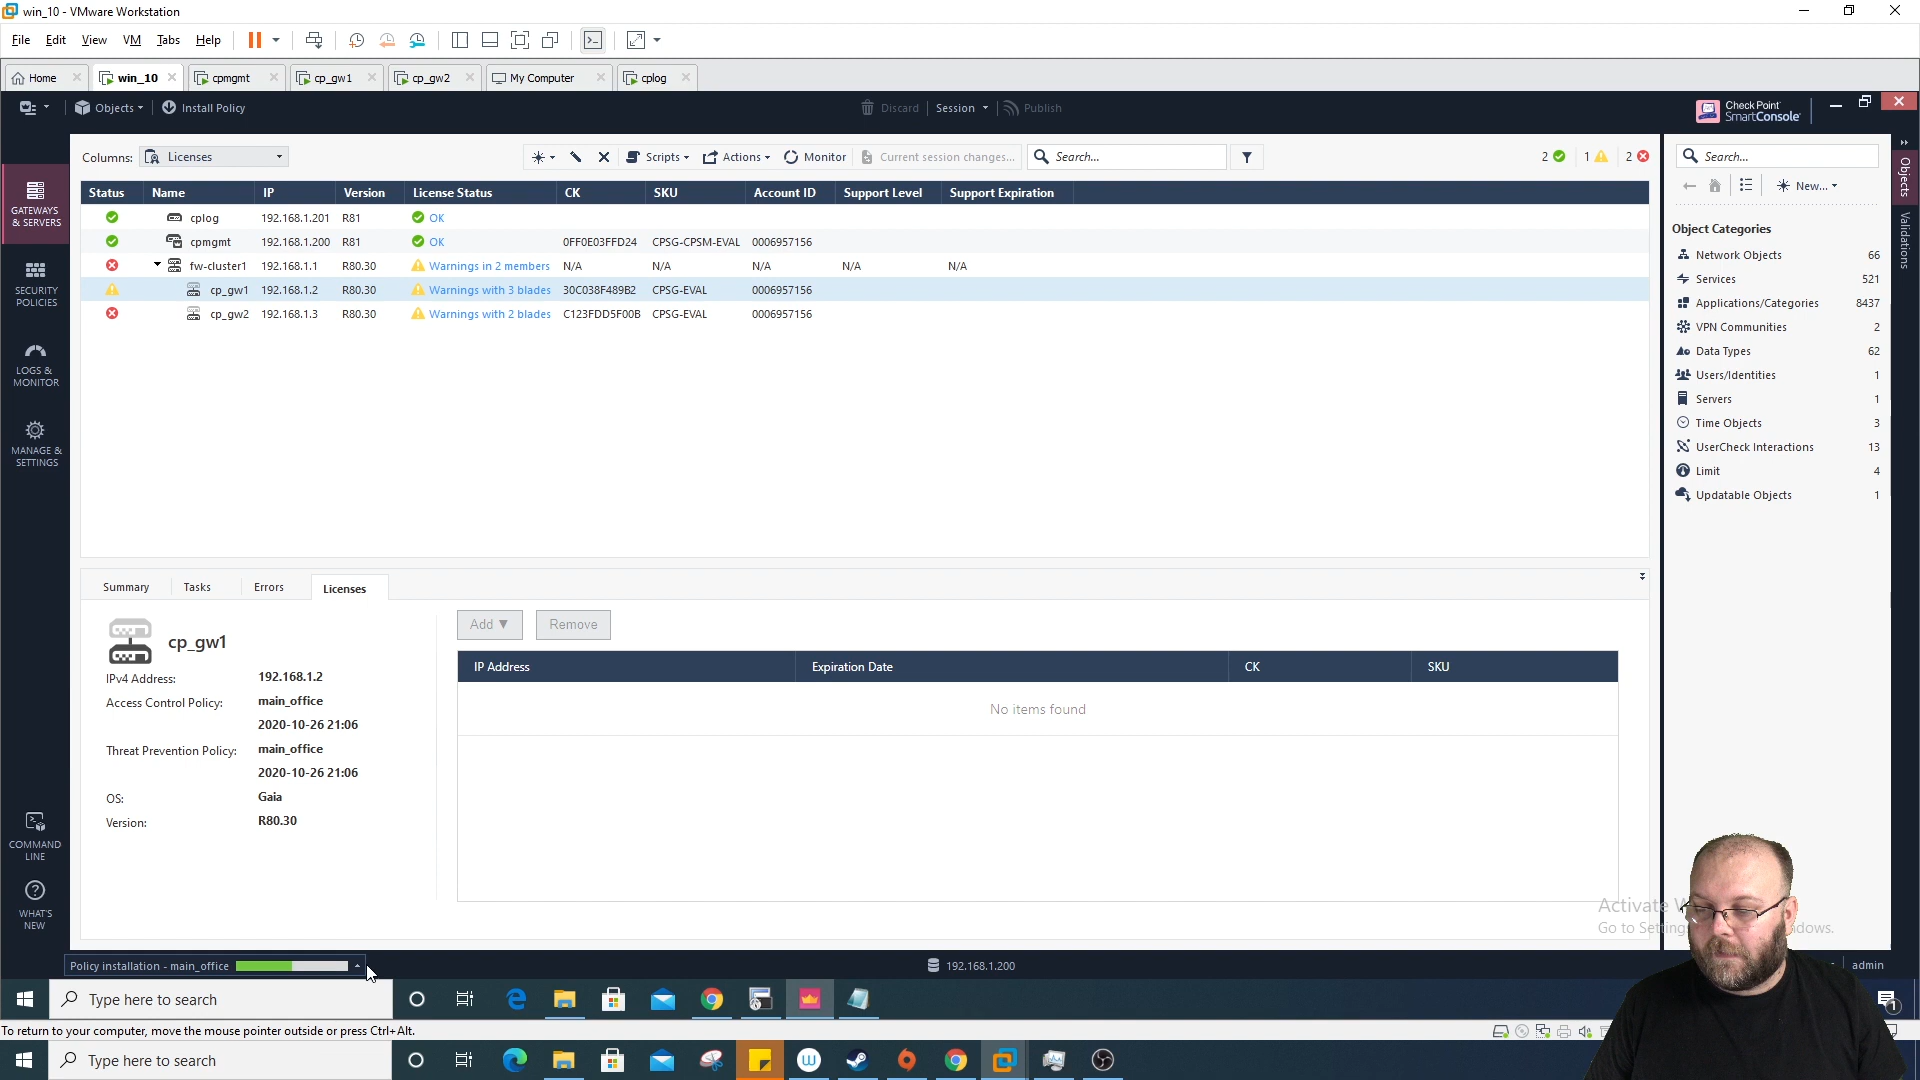 win_10 - VMware Workstation
File Edit View VM Tabs Help
Home win_10 cpmgmt cp_gw1 cp_gw2 My Computer cplog
Objects Install Policy Discard Session Publish Check Point SmartConsole
Columns: Licenses Scripts Actions Monitor Current session changes... Search... 2 1 2
Status Name IP Version License Status CK SKU Account ID Support Level Support Expiration
cplog 192.168.1.201 R81 OK
cpmgmt 192.168.1.200 R81 OK 0FF0E03FFD24 CPSG-CPSM-EVAL 0006957156
fw-cluster1 192.168.1.1 R80.30 Warnings in 2 members N/A N/A N/A N/A N/A
cp_gw1 192.168.1.2 R80.30 Warnings with 3 blades 30C038F489B2 CPSG-EVAL 0006957156
cp_gw2 192.168.1.3 R80.30 Warnings with 2 blades C123FDD5F00B CPSG-EVAL 0006957156
GATEWAYS
& SERVERS
SECURITY
POLICIES
LOGS &
MONITOR
MANAGE &
SETTINGS
COMMAND
LINE
WHAT'S
NEW
Search...
New...
Object Categories
Network Objects 66
Services 521
Applications/Categories 8437
VPN Communities 2
Data Types 62
Users/Identities 1
Servers 1
Time Objects 3
UserCheck Interactions 13
Limit 4
Updatable Objects 1
Objects
Validations
Summary Tasks Errors Licenses
cp_gw1
IPv4 Address: 192.168.1.2
Access Control Policy: main_office
2020-10-26 21:06
Threat Prevention Policy: main_office
2020-10-26 21:06
OS: Gaia
Version: R80.30
Add Remove
IP Address Expiration Date CK SKU
No items found
Activate
Go to
Policy installation - main_office 192.168.1.200 admin
Type here to search
1
To return to your computer, move the mouse pointer outside or press Ctrl+Alt.
Type here to search